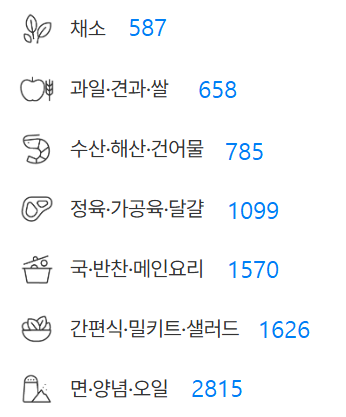 채소 587
과일·견과·쌀 658
수산·해산·건어물 785
정육·가공육·달걀 1099
국·반찬·메인요리 1570
간편식·밀키트·샐러드 1626
면·양념·오일 2815